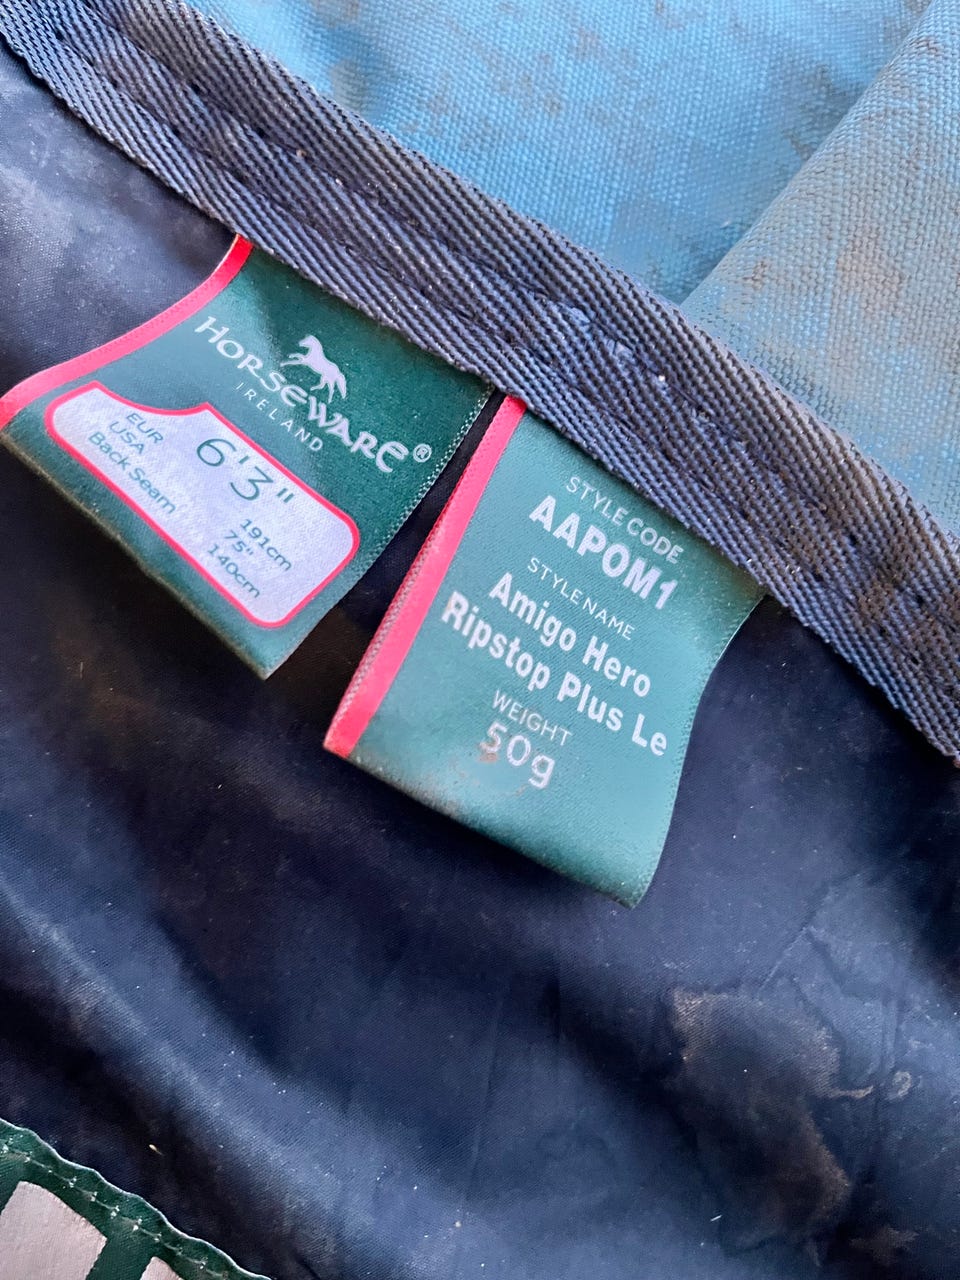 HORSEWARE®
IRELAND
6'3"
EUR 191cm
USA 75"
Back Seam 140cm
STYLE CODE
AAPOM1
STYLE NAME
Amigo Hero
Ripstop Plus Le
WEIGHT
50g